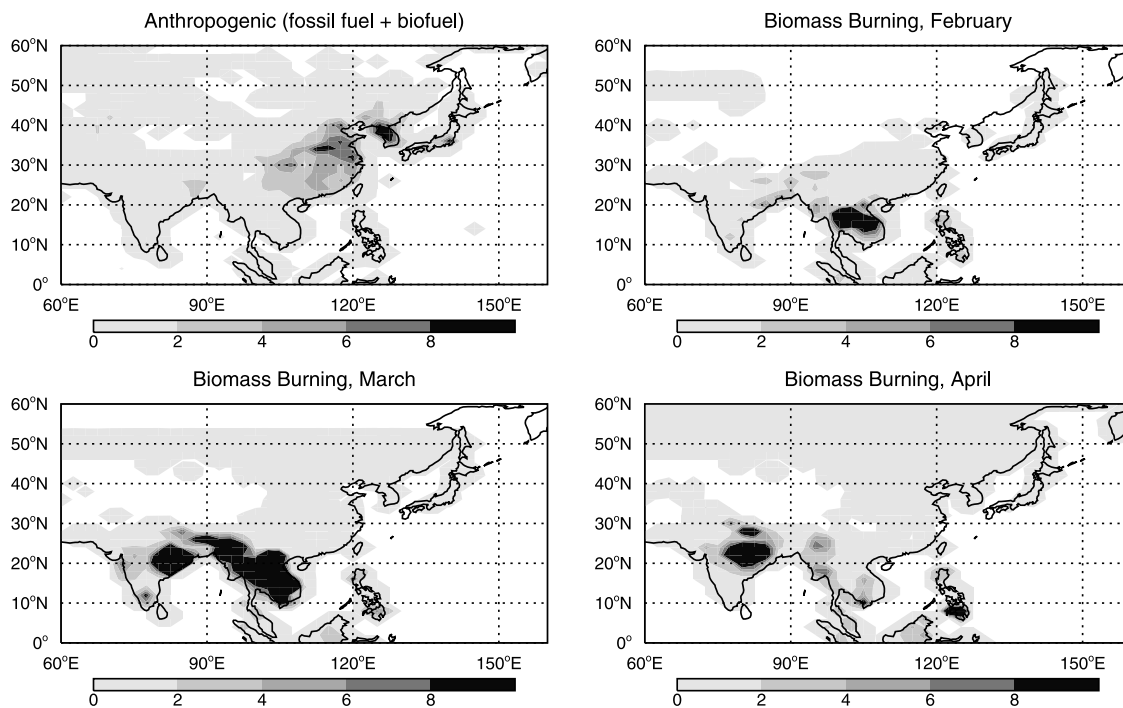 Anthropogenic (fossil fuel + biofuel)
60°N
50°N
40°N
30°N
20°N
10°N
0°
60°E 90°E 120°E 150°E
0 2 4 6 8
Biomass Burning, February
60°N
50°N
40°N
30°N
20°N
10°N
0°
60°E 90°E 120°E 150°E
0 2 4 6 8
Biomass Burning, March
60°N
50°N
40°N
30°N
20°N
10°N
0°
60°E 90°E 120°E 150°E
0 2 4 6 8
Biomass Burning, April
60°N
50°N
40°N
30°N
20°N
10°N
0°
60°E 90°E 120°E 150°E
0 2 4 6 8